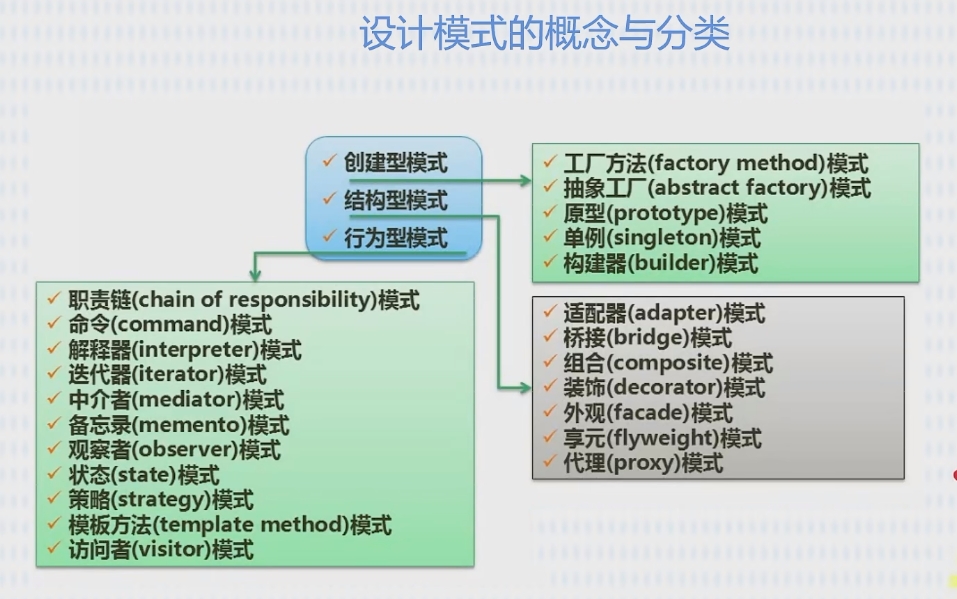 设计模式的概念与分类
创建型模式
结构型模式
行为型模式
工厂方法(factory method)模式
抽象工厂(abstract factory)模式
原型(prototype)模式
单例(singleton)模式
构建器(builder)模式
适配器(adapter)模式
桥接(bridge)模式
组合(composite)模式
装饰(decorator)模式
外观(facade)模式
享元(flyweight)模式
代理(proxy)模式
职责链(chain of responsibility)模式
命令(command)模式
解释器(interpreter)模式
迭代器(iterator)模式
中介者(mediator)模式
备忘录(memento)模式
观察者(observer)模式
状态(state)模式
策略(strategy)模式
模板方法(template method)模式
访问者(visitor)模式